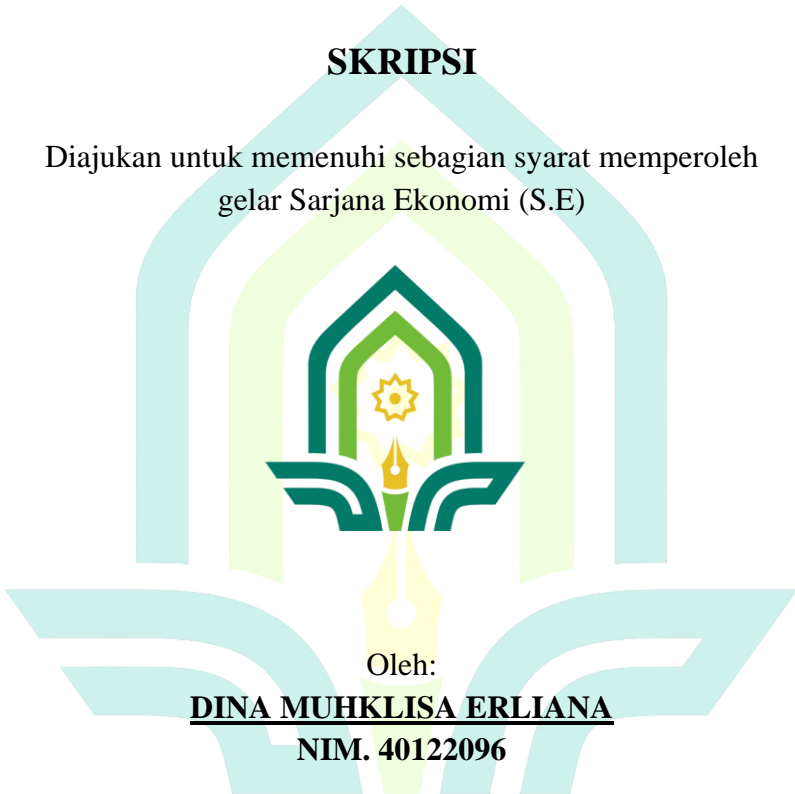 SKRIPSI
Diajukan untuk memenuhi sebagian syarat memperoleh
gelar Sarjana Ekonomi (S.E)
Oleh:
DINA MUHKLISA ERLIANA
NIM. 40122096